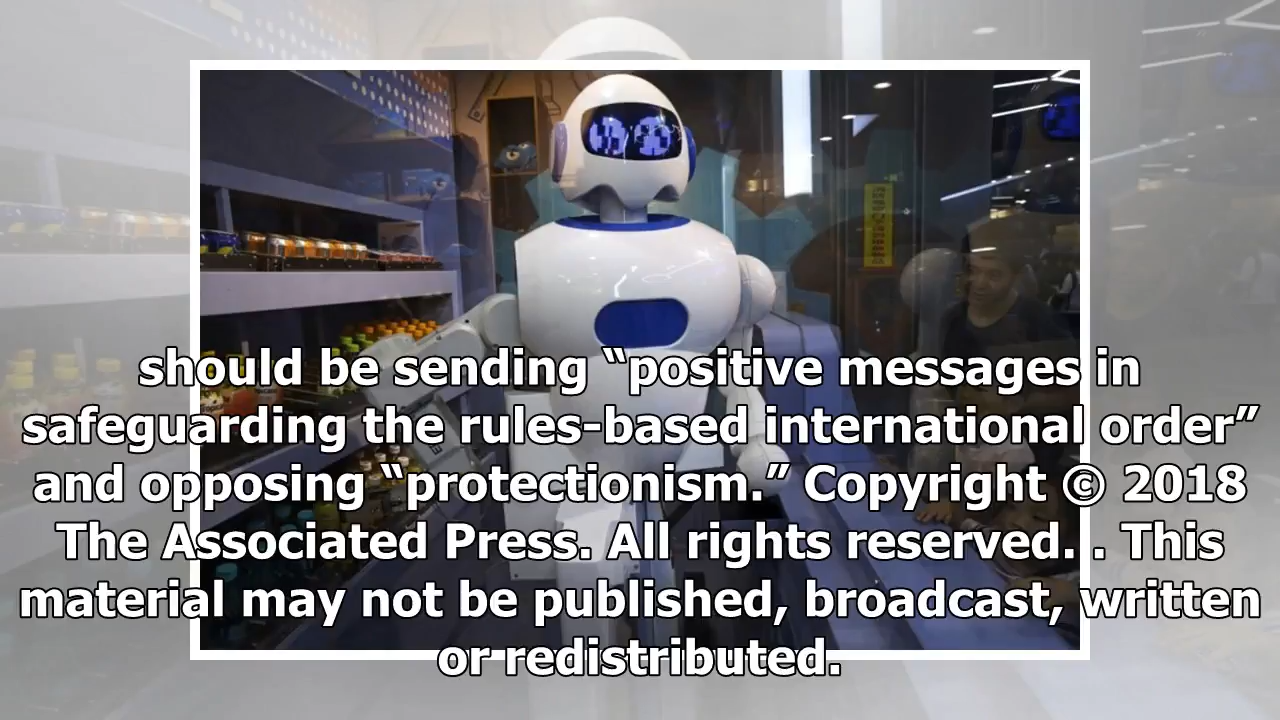 should be sending “positive messages in
safeguarding the rules-based international order”
and opposing “protectionism.” Copyright © 2018
The Associated Press. All rights reserved. . This
material may not be published, broadcast, written
or redistributed.